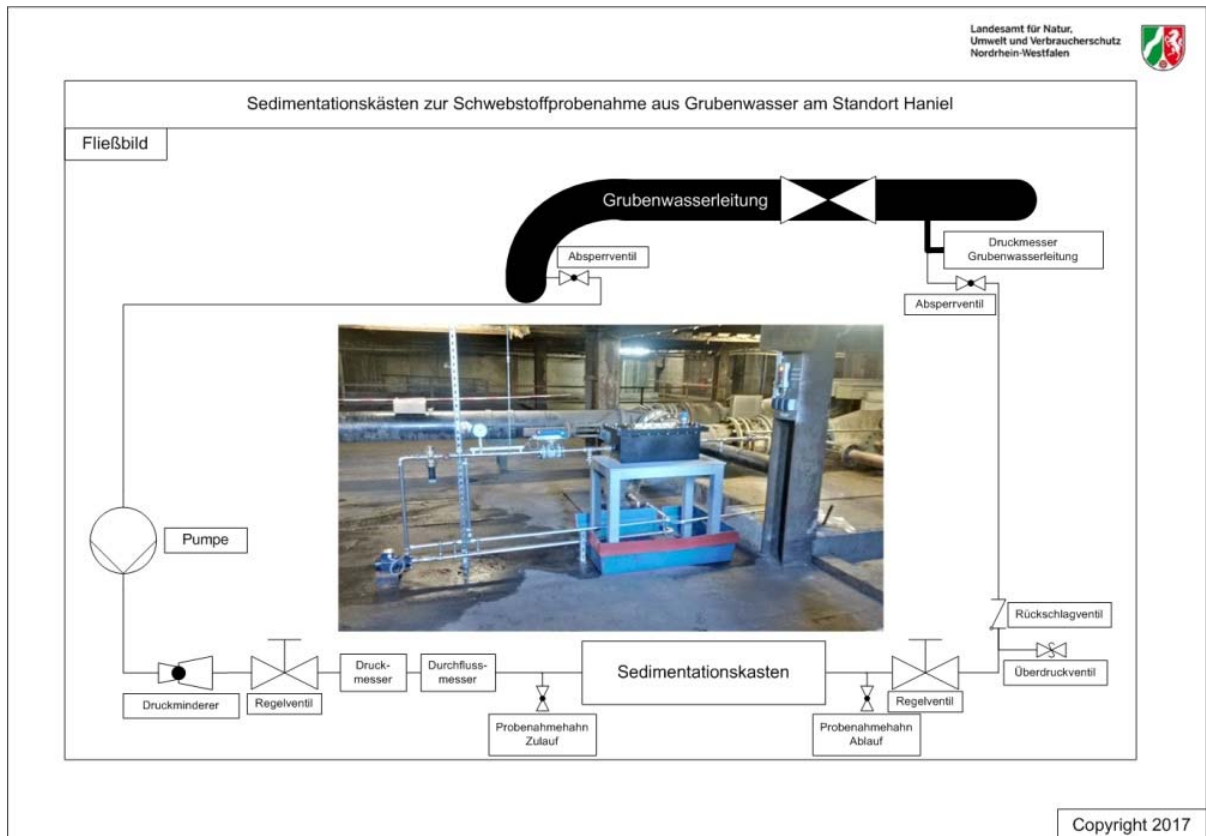 Landesamt für Natur,
Umwelt und Verbraucherschutz
Nordrhein-Westfalen
Sedimentationskästen zur Schwebstoffprobenahme aus Grubenwasser am Standort Haniel
Fließbild
Grubenwasserleitung
Absperrventil
Druckmesser
Grubenwasserleitung
Absperrventil
Pumpe
Rückschlagventil
Überdruckventil
Druckminderer
Regelventil
Druck-
messer
Durchfluss-
messer
Probenahmehahn
Zulauf
Sedimentationskasten
Probenahmehahn
Ablauf
Regelventil
Copyright 2017